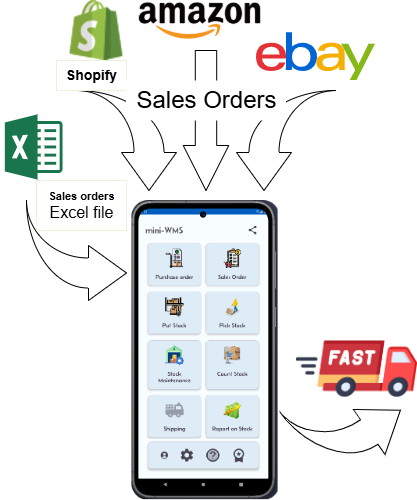 amazon
ebay
Shopify
Sales Orders
Sales orders
Excel file
mini-WMS
Purchase order
Sales Order
Put Stock
Pick Stock
Stock
Maintenance
Count Stock
Shipping
Report on Stock
FAST